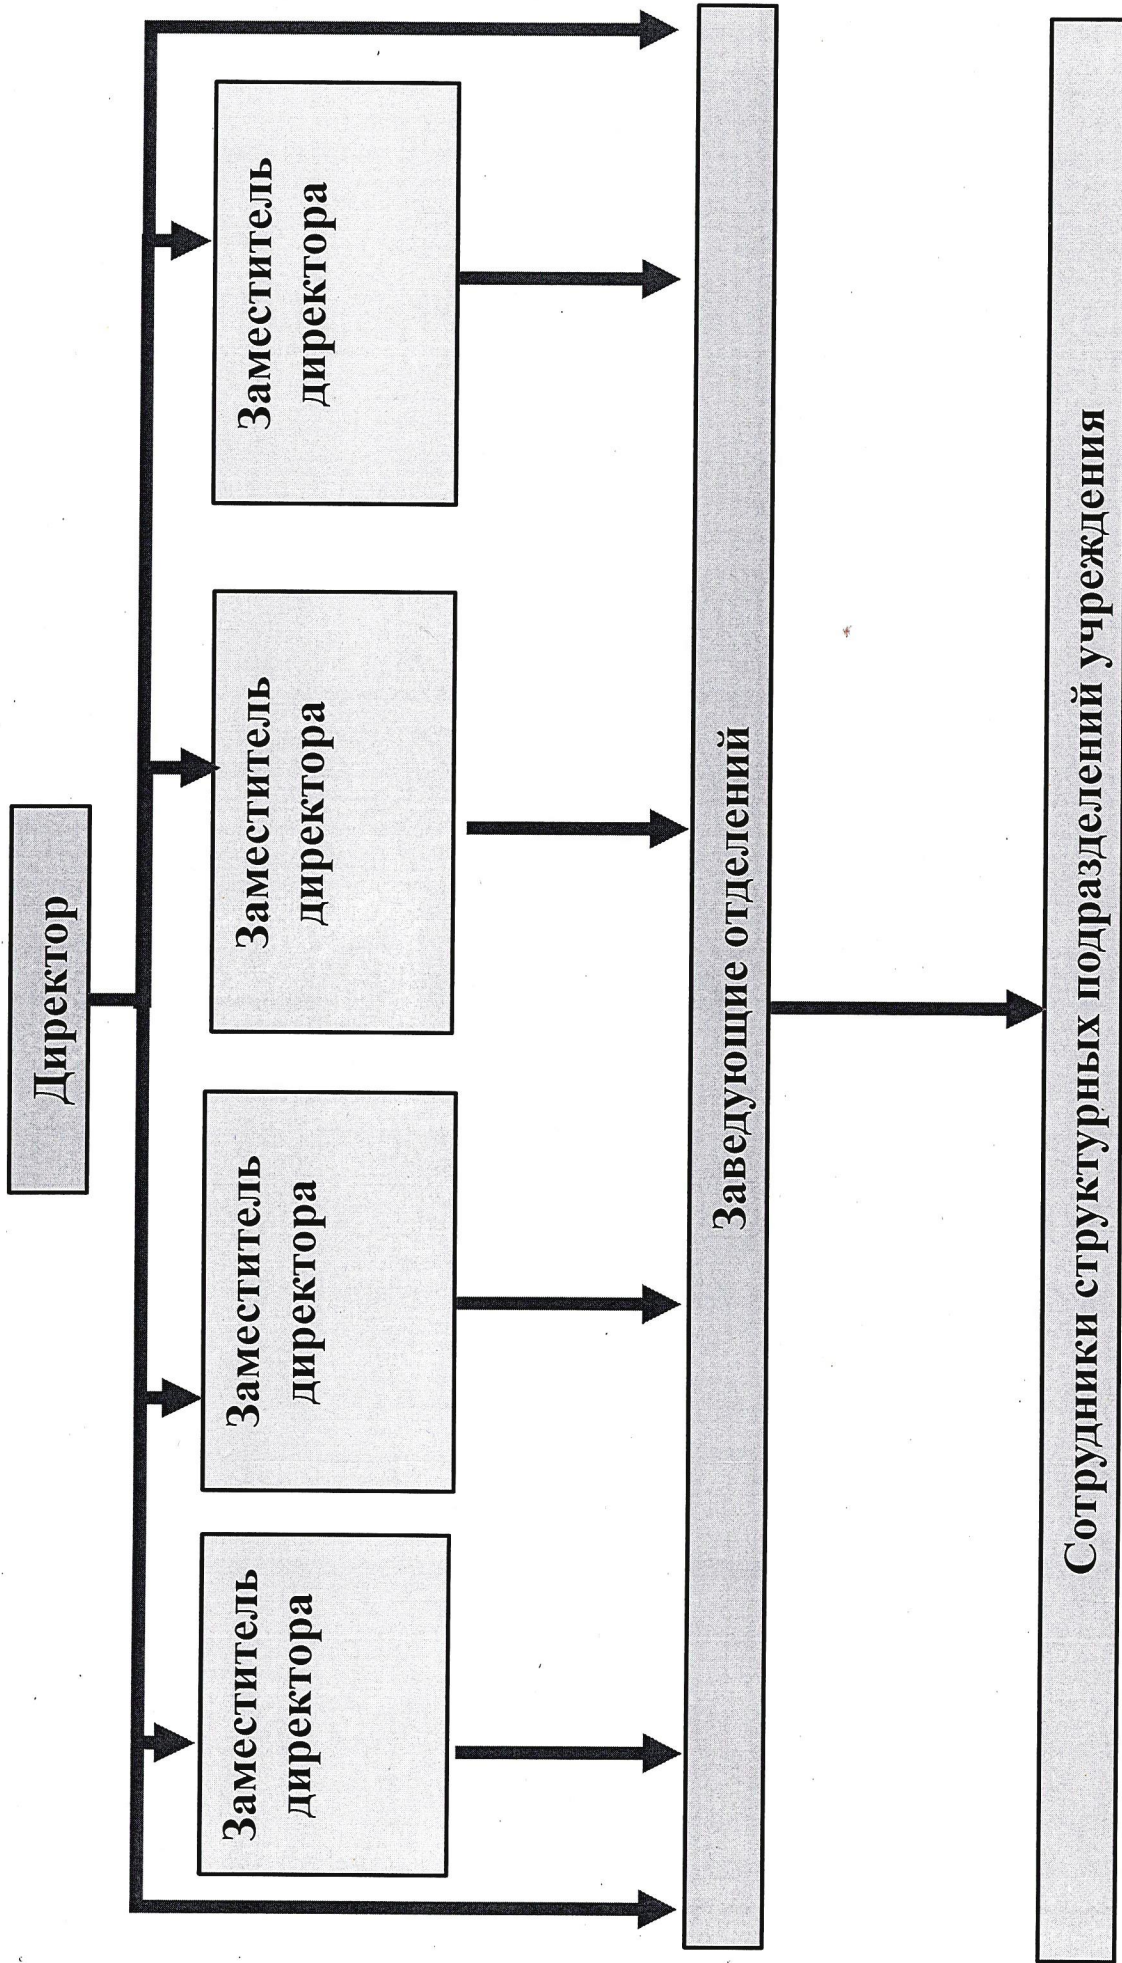 Директор
Заместитель
директора
Заместитель
директора
Заместитель
директора
Заместитель
директора
Заведующие отделений
Сотрудники структурных подразделений учреждения